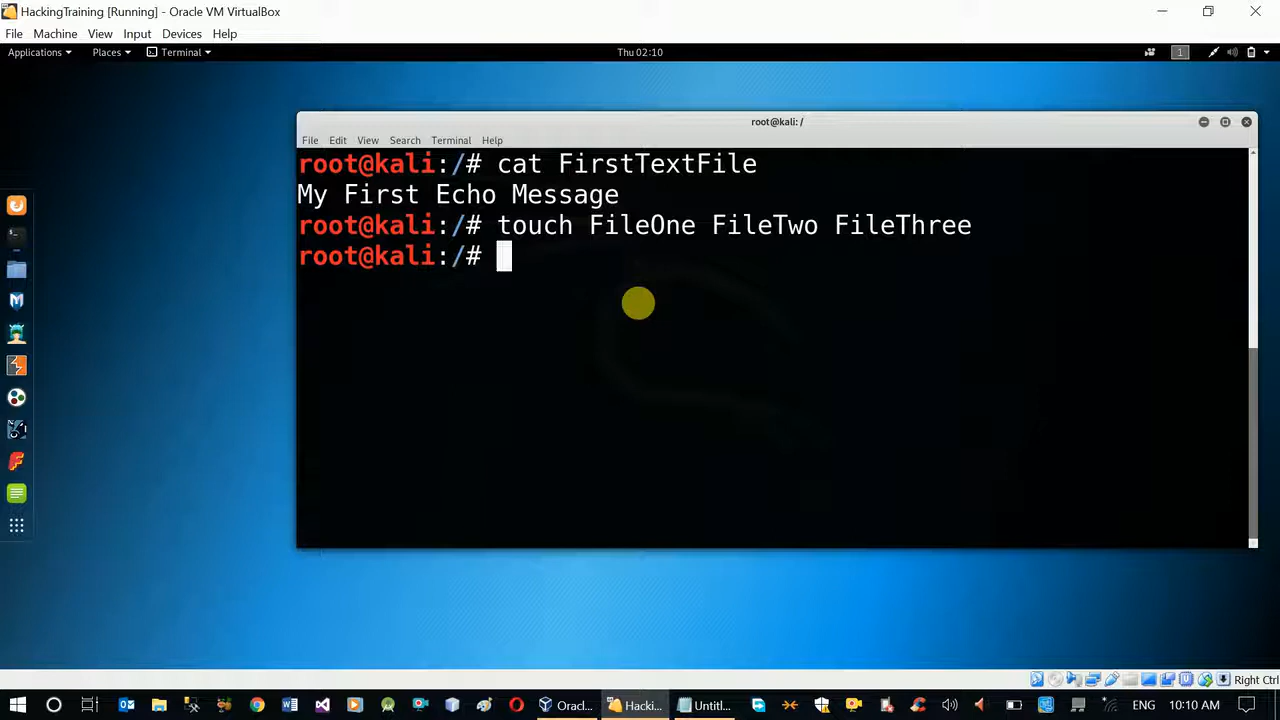 HackingTraining [Running] - Oracle VM VirtualBox
File Machine View Input Devices Help
Applications Places Terminal Thu 02:10 1
root@kali: /
File Edit View Search Terminal Help
root@kali:/# cat FirstTextFile
My First Echo Message
root@kali:/# touch FileOne FileTwo FileThree
root@kali:/#
Right Ctrl
Oracl... Hacki... Untitl... ENG 10:10 AM